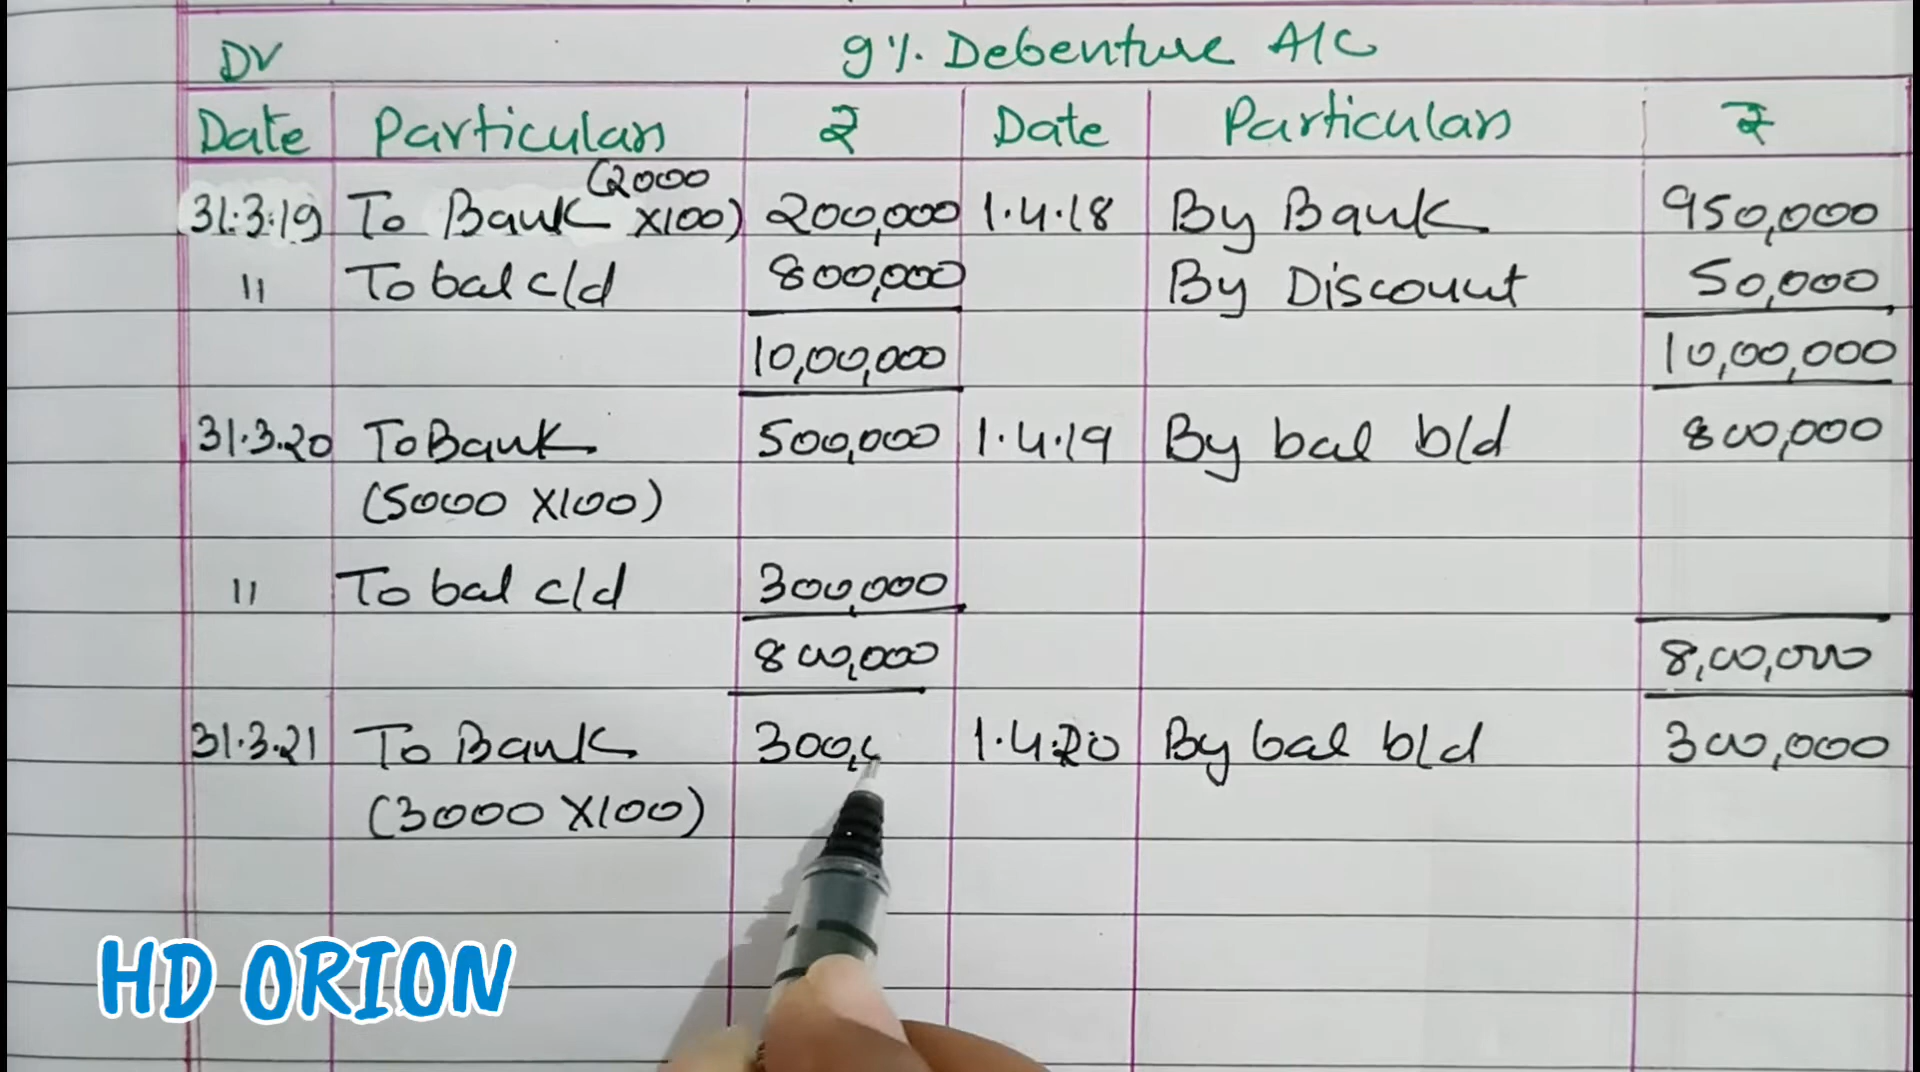 Dr 9% Debenture A/C
Date Particulars ₹ Date Particulars ₹
(2000
31.3.19 To Bank X100) 200,000 1.4.18 By Bank 950,000
" To bal c/d 800,000 By Discount 50,000
10,00,000 10,00,000
31.3.20 To Bank 500,000 1.4.19 By bal b/d 800,000
(5000 X100)
" To bal c/d 300,000
800,000 8,00,000
31.3.21 To Bank 300, 1.4.20 By bal b/d 300,000
(3000 X100)
HD ORION